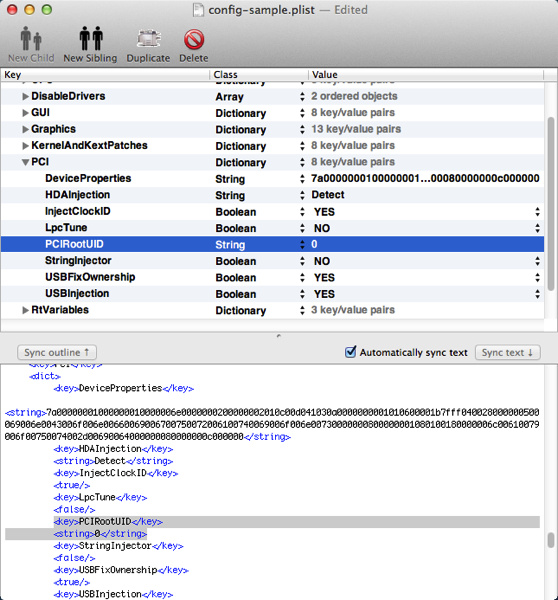 config-sample.plist — Edited
New Child New Sibling Duplicate Delete
Key Class Value
DisableDrivers Array 2 ordered objects
GUI Dictionary 8 key/value pairs
Graphics Dictionary 13 key/value pairs
KernelAndKextPatches Dictionary 8 key/value pairs
PCI Dictionary 8 key/value pairs
DeviceProperties String 7a0000000100000001...00080000000c000000
HDAInjection String Detect
InjectClockID Boolean YES
LpcTune Boolean NO
PCIRootUID String 0
StringInjector Boolean NO
USBFixOwnership Boolean YES
USBInjection Boolean YES
RtVariables Dictionary 3 key/value pairs
Sync outline ↑ Automatically sync text Sync text ↓
<dict>
<key>DeviceProperties</key>
<key>HDAInjection</key>
<string>Detect</string>
<key>InjectClockID</key>
<true/>
<key>LpcTune</key>
<false/>
<key>PCIRootUID</key>
<string>0</string>
<key>StringInjector</key>
<false/>
<key>USBFixOwnership</key>
<true/>
<key>USBInjection</key>